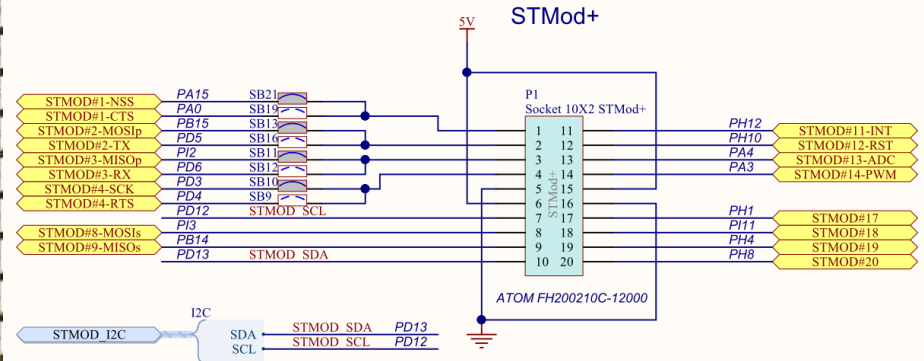 STMod+
5V
P1
Socket 10X2 STMod+
STMOD#1-NSS PA15 SB21
STMOD#1-CTS PA0 SB19
STMOD#2-MOSIp PB15 SB13 1 11 PH12 STMOD#11-INT
STMOD#2-TX PD5 SB16 2 12 PH10 STMOD#12-RST
STMOD#3-MISOp PI2 SB11 3 13 PA4 STMOD#13-ADC
STMOD#3-RX PD6 SB12 4 14 PA3 STMOD#14-PWM
STMOD#4-SCK PD3 SB10 5 15
STMOD#4-RTS PD4 SB9 6 16
PD12 STMOD_SCL 7 17 PH1 STMOD#17
STMOD#8-MOSIs PI3 8 18 PI11 STMOD#18
STMOD#9-MISOs PB14 9 19 PH4 STMOD#19
PD13 STMOD_SDA 10 20 PH8 STMOD#20
STMod+
ATOM FH200210C-12000
I2C
STMOD_I2C SDA STMOD_SDA PD13
SCL STMOD_SCL PD12